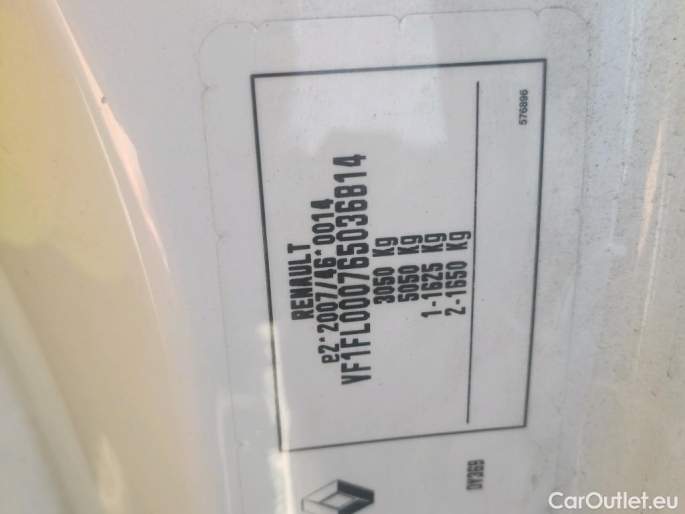 RENAULT
e2*2007/46*0014
VF1FL000765036B14
3050 Kg
5050 Kg
1-1625 Kg
2-1650 Kg
576896
DY369
CarOutlet.eu